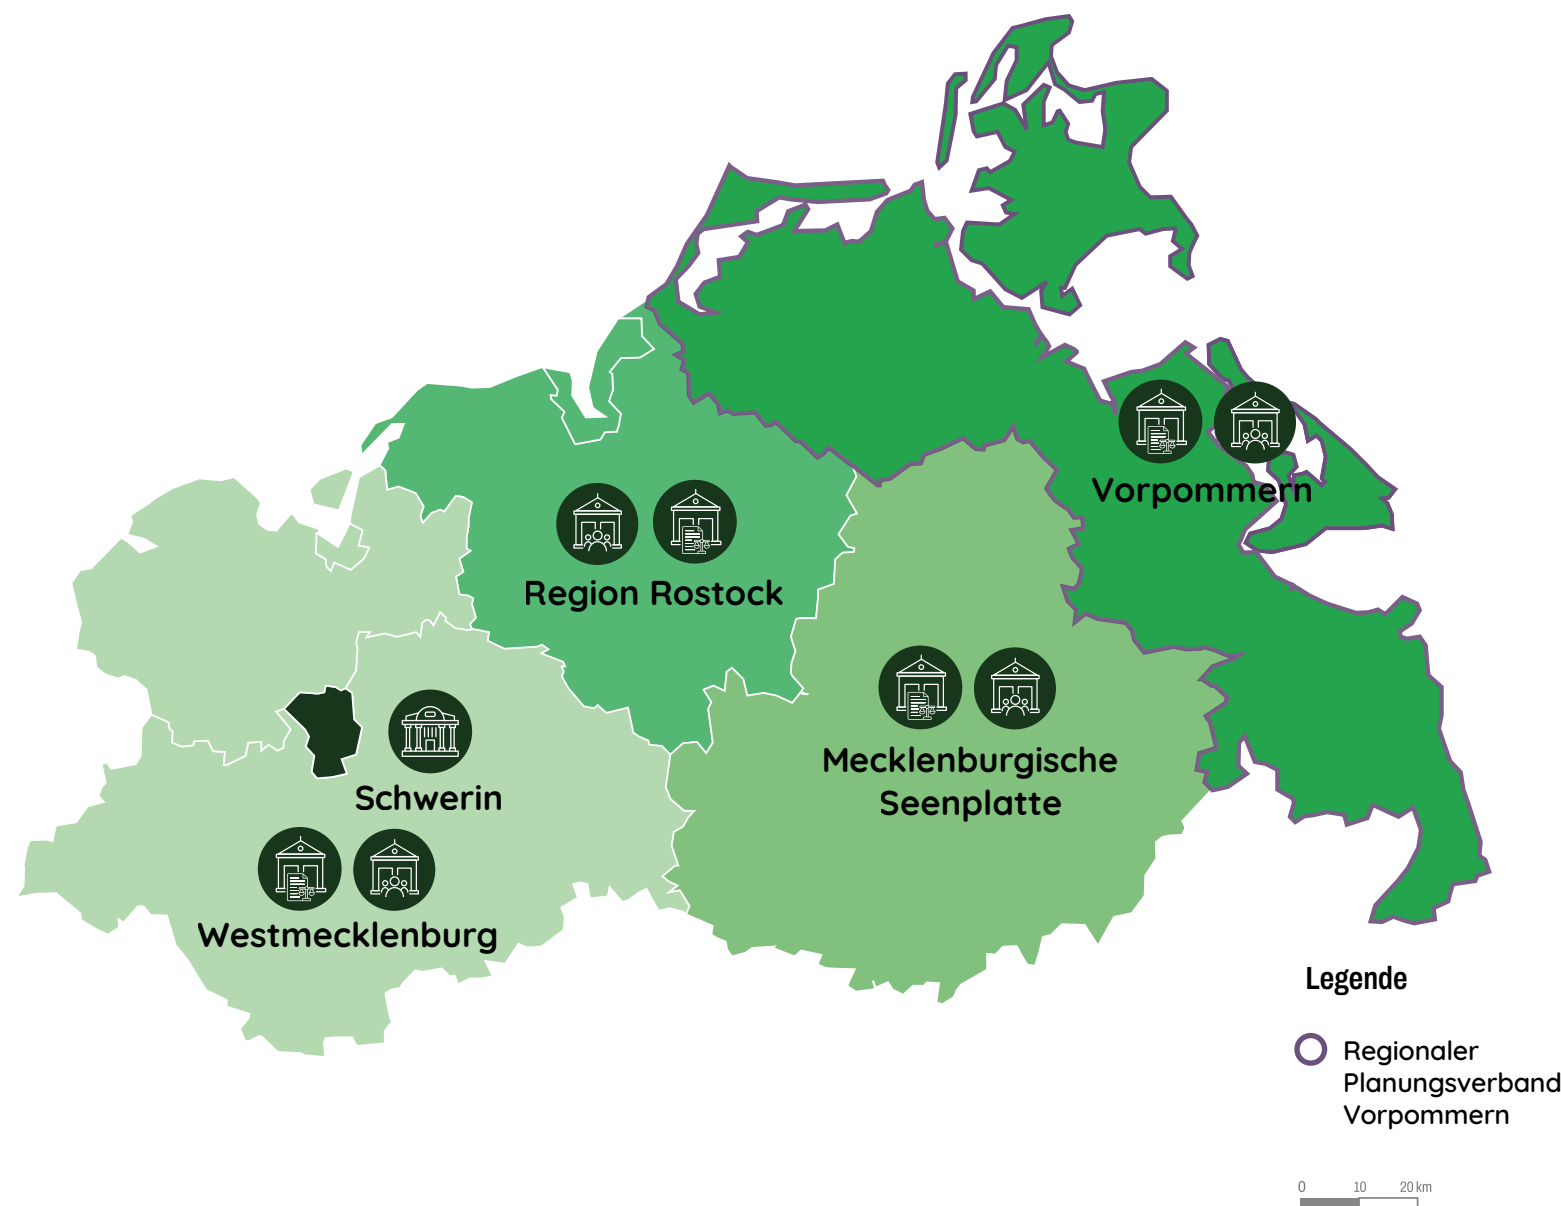 Vorpommern
Region Rostock
Mecklenburgische
Seenplatte
Schwerin
Westmecklenburg
Legende
Regionaler
Planungsverband
Vorpommern
0 10 20 km